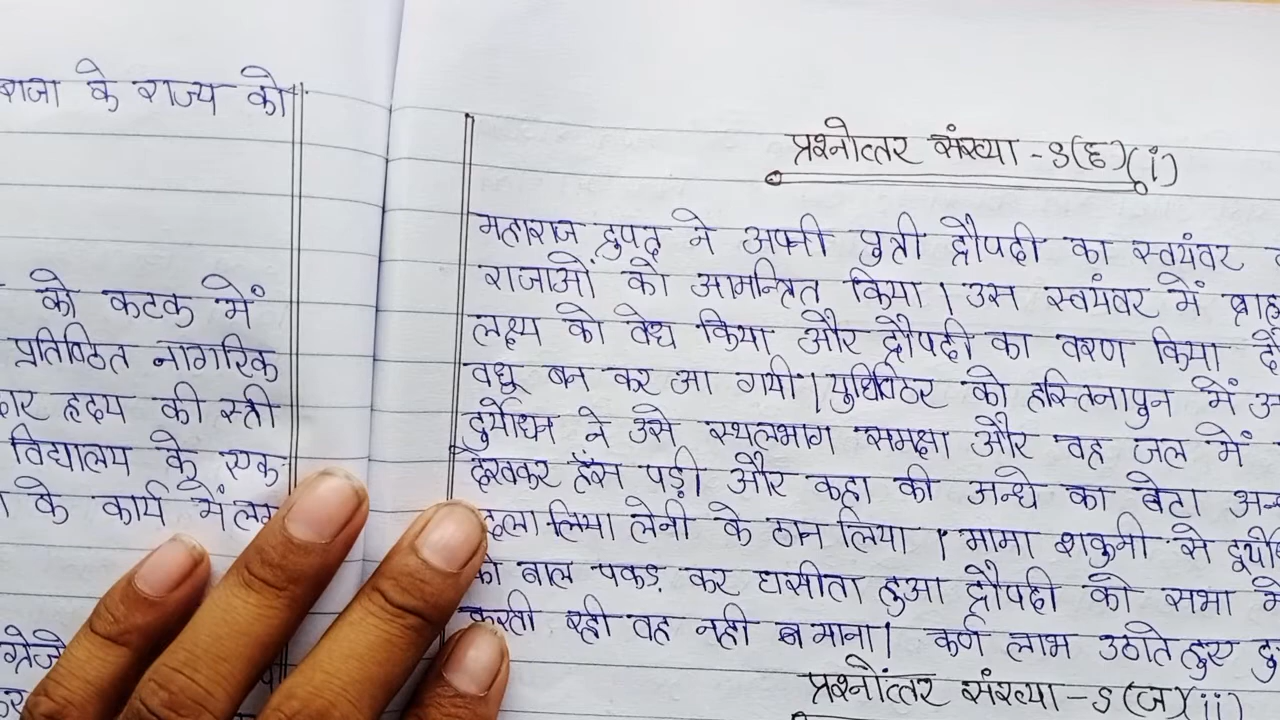 राजा के राज्य को
को कटक में
प्रतिष्ठित नागरिक
हृदय की स्त्री
विद्यालय के एक
के कार्य में लग
प्रश्नोत्तर संख्या - 5(ङ)(i)
महाराज द्रुपद ने अपनी पुत्री द्रौपदी का स्वयंवर
राजाओं को आमन्त्रित किया । उस स्वयंवर में
लक्ष्य को वेध किया और द्रौपदी का वरण किया
वधू बन कर आ गयी । युधिष्ठिर को हस्तिनापुन में
दुर्योधन ने उसे स्थलभाग समक्षा और वह जल में
देखकर हँस पड़ी और कहा की अन्धे का बेटा
लिया लेनी के ठान लिया । मामा शकुनी से
को बाल पकड़ कर घसीता हुआ द्रौपदी को सभा
करती रही वह नही न माना । कर्ण लाभ उठाते हुए
प्रश्नोंत्तर संख्या - 5(ज)(ii)